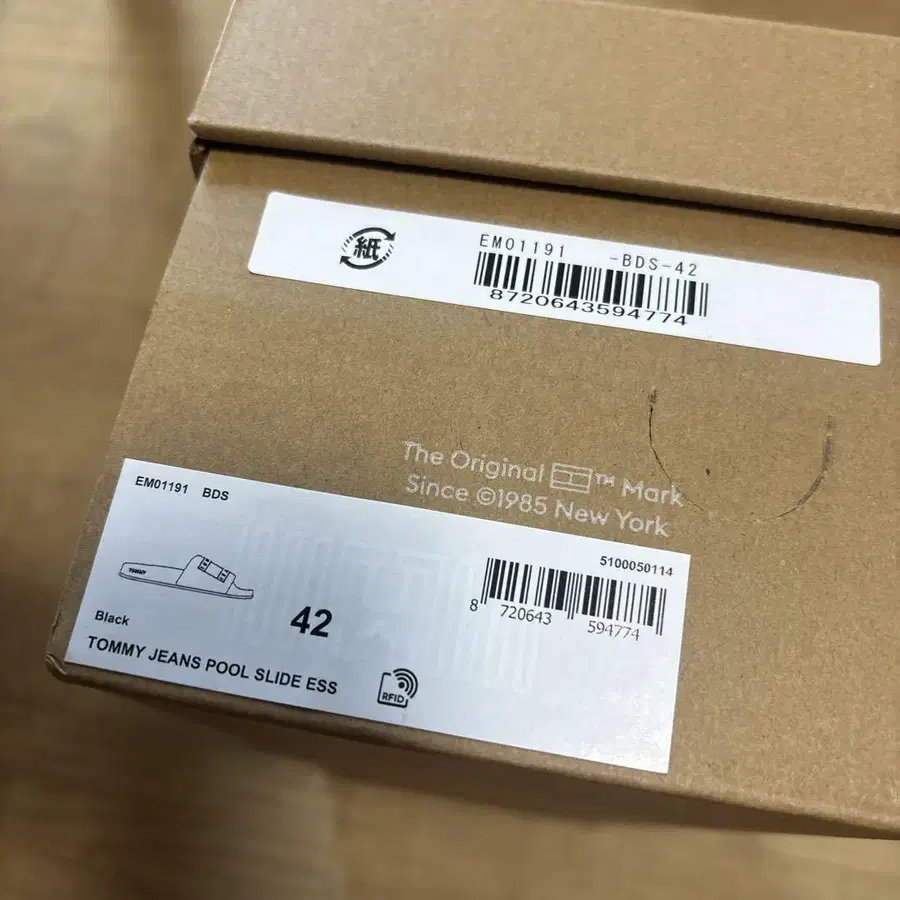 紙
EM01191 -BDS-42
8720643594774
The Original ™ Mark
Since ©1985 New York
EM01191 BDS
5100050114
TOMMY
8 720643 594774
Black
42
TOMMY JEANS POOL SLIDE ESS
RFID